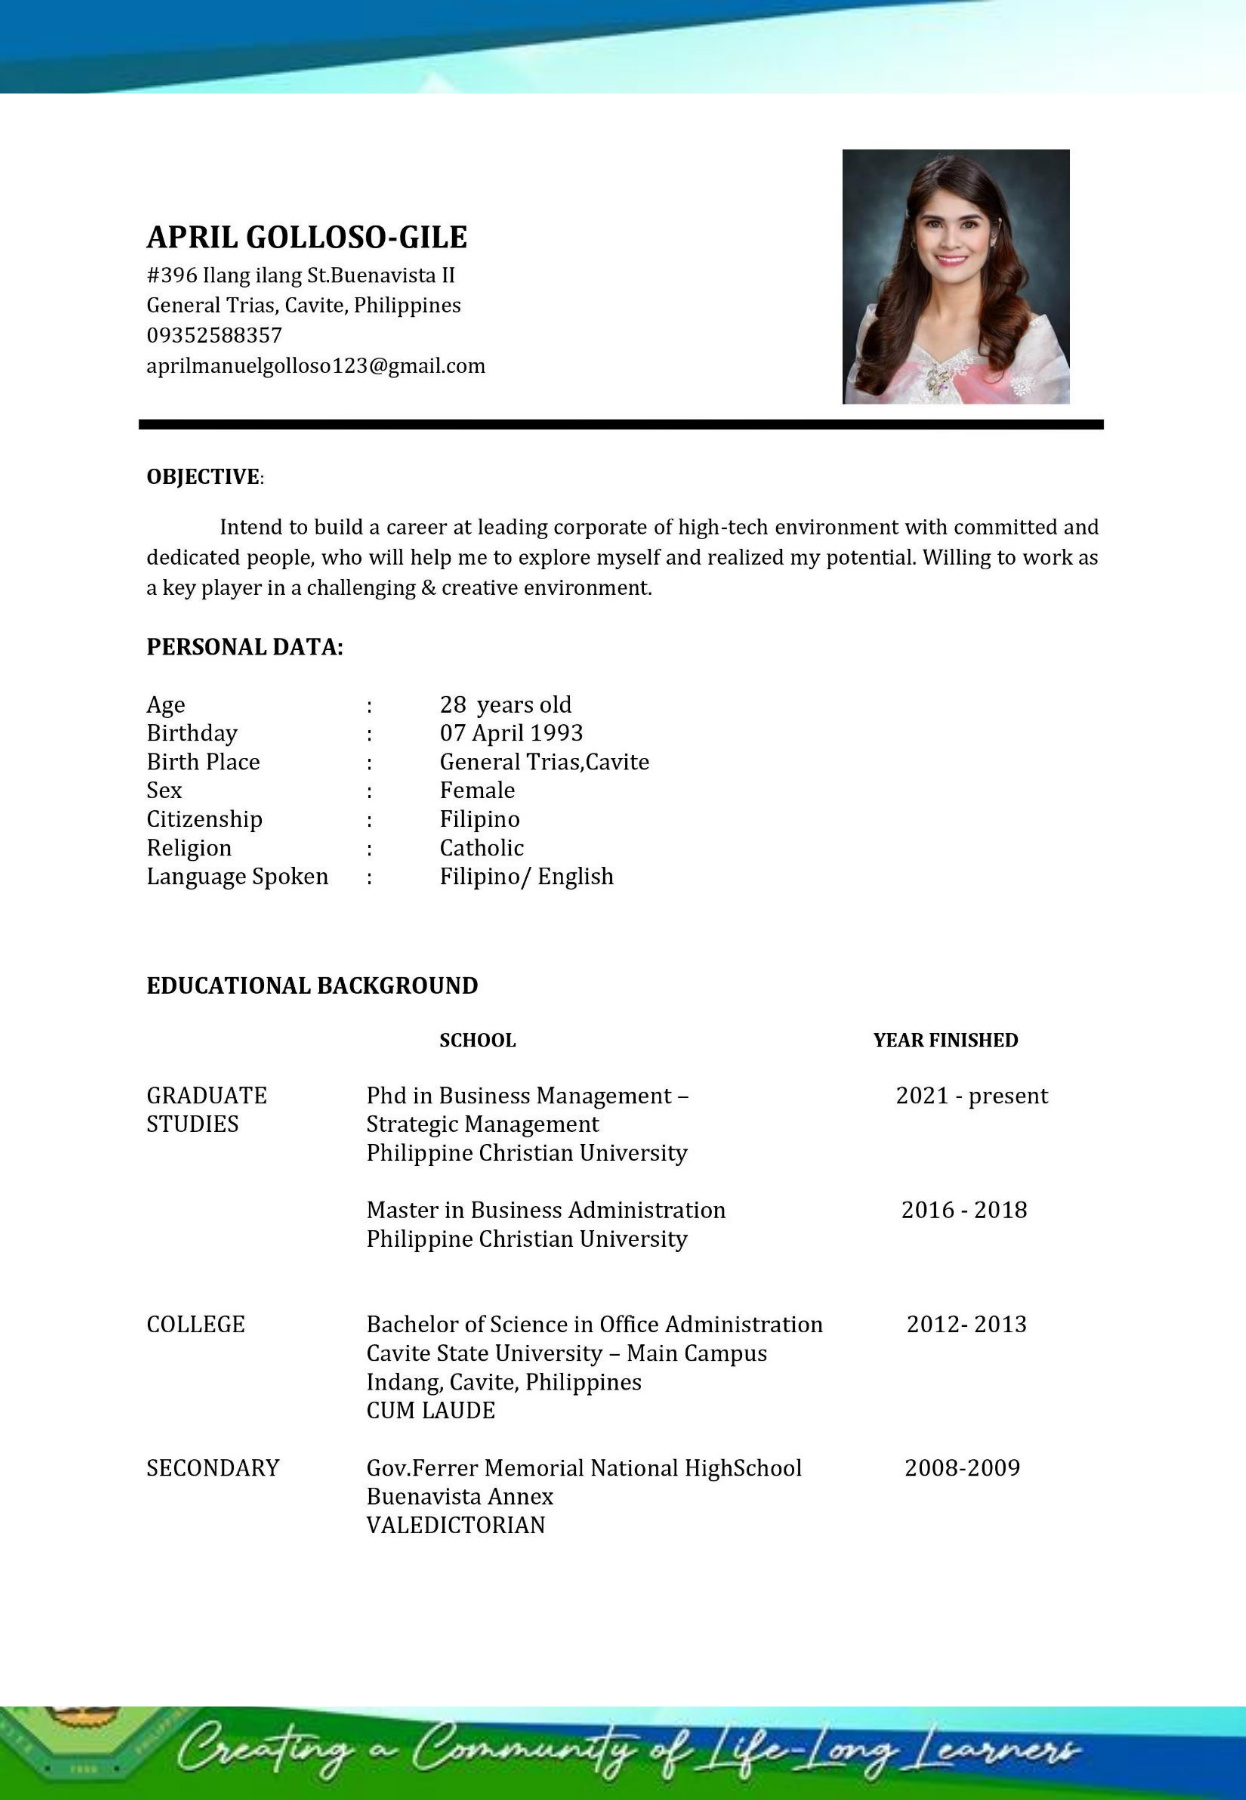 APRIL GOLLOSO-GILE
#396 Ilang ilang St.Buenavista II
General Trias, Cavite, Philippines
09352588357
aprilmanuelgolloso123@gmail.com
OBJECTIVE:
Intend to build a career at leading corporate of high-tech environment with committed and
dedicated people, who will help me to explore myself and realized my potential. Willing to work as
a key player in a challenging & creative environment.
PERSONAL DATA:
Age : 28 years old
Birthday : 07 April 1993
Birth Place : General Trias,Cavite
Sex : Female
Citizenship : Filipino
Religion : Catholic
Language Spoken : Filipino/ English
EDUCATIONAL BACKGROUND
SCHOOL YEAR FINISHED
GRADUATE Phd in Business Management – 2021 - present
STUDIES Strategic Management
Philippine Christian University
Master in Business Administration 2016 - 2018
Philippine Christian University
COLLEGE Bachelor of Science in Office Administration 2012- 2013
Cavite State University – Main Campus
Indang, Cavite, Philippines
CUM LAUDE
SECONDARY Gov.Ferrer Memorial National HighSchool 2008-2009
Buenavista Annex
VALEDICTORIAN
Creating a Community of Life-Long Learners